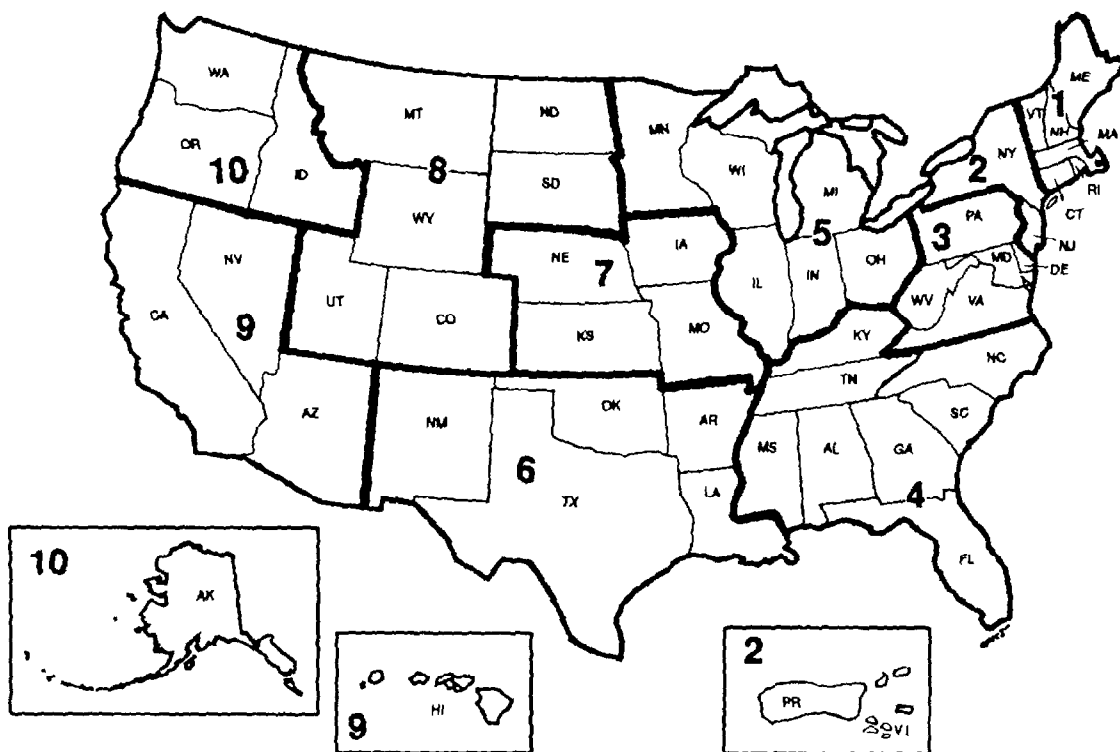 WA
ME
MT
ND
MN
1
VT
NH
MA
OR
NY
10
ID
8
SD
WI
MI
2
RI
WY
PA
CT
5
3
NJ
IA
NV
NE
OH
MD
DE
7
IL
IN
WV
VA
UT
CO
CA
MO
9
KS
KY
NC
TN
AZ
NM
OK
AR
SC
MS
AL
GA
6
LA
4
TX
10
FL
AK
2
PR
HI
VI
9